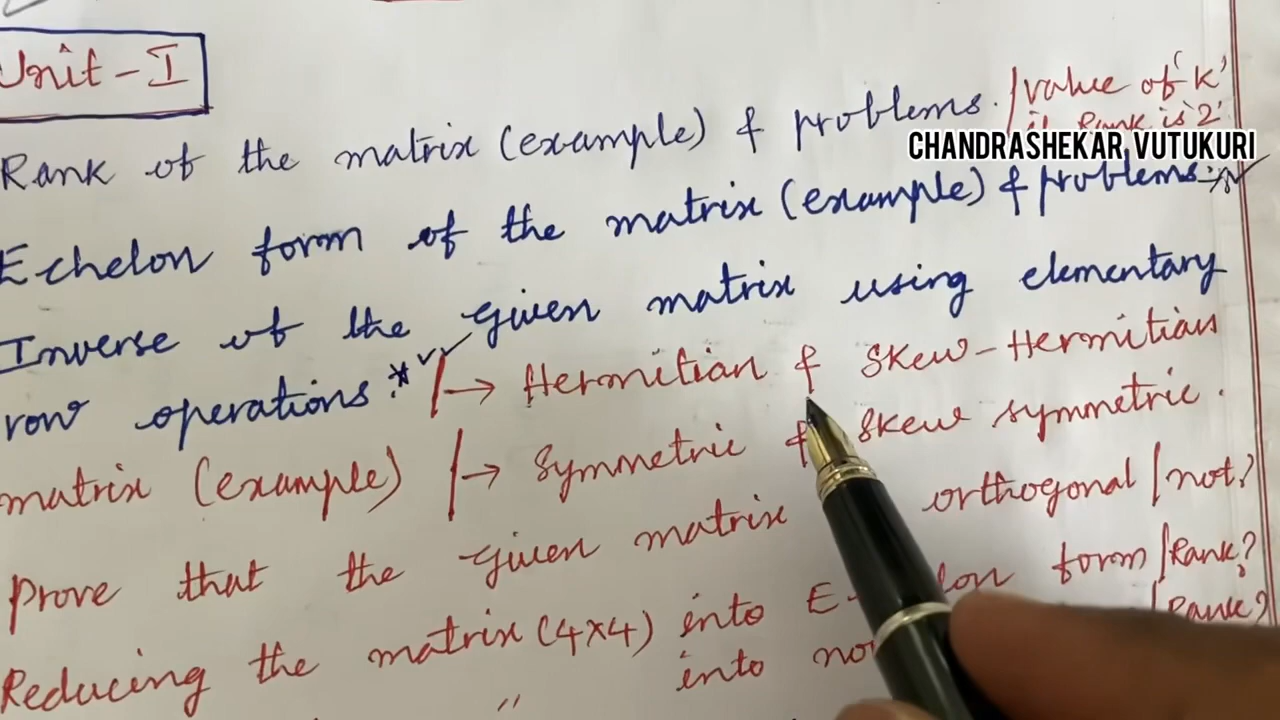 Unit - I
Rank of the matrix (example) & problems. / value of 'K'
if Rank is 2.
CHANDRASHEKAR VUTUKURI
Echelon form of the matrix (example) & problems.
Inverse of the given matrix using elementary
row operations.* / → Hermitian & Skew-Hermitian
matrix (example) / → Symmetric & Skew symmetric.
Prove that the given matrix orthogonal / not?
Reducing the matrix (4x4) into form / Rank?
" into / Rank?